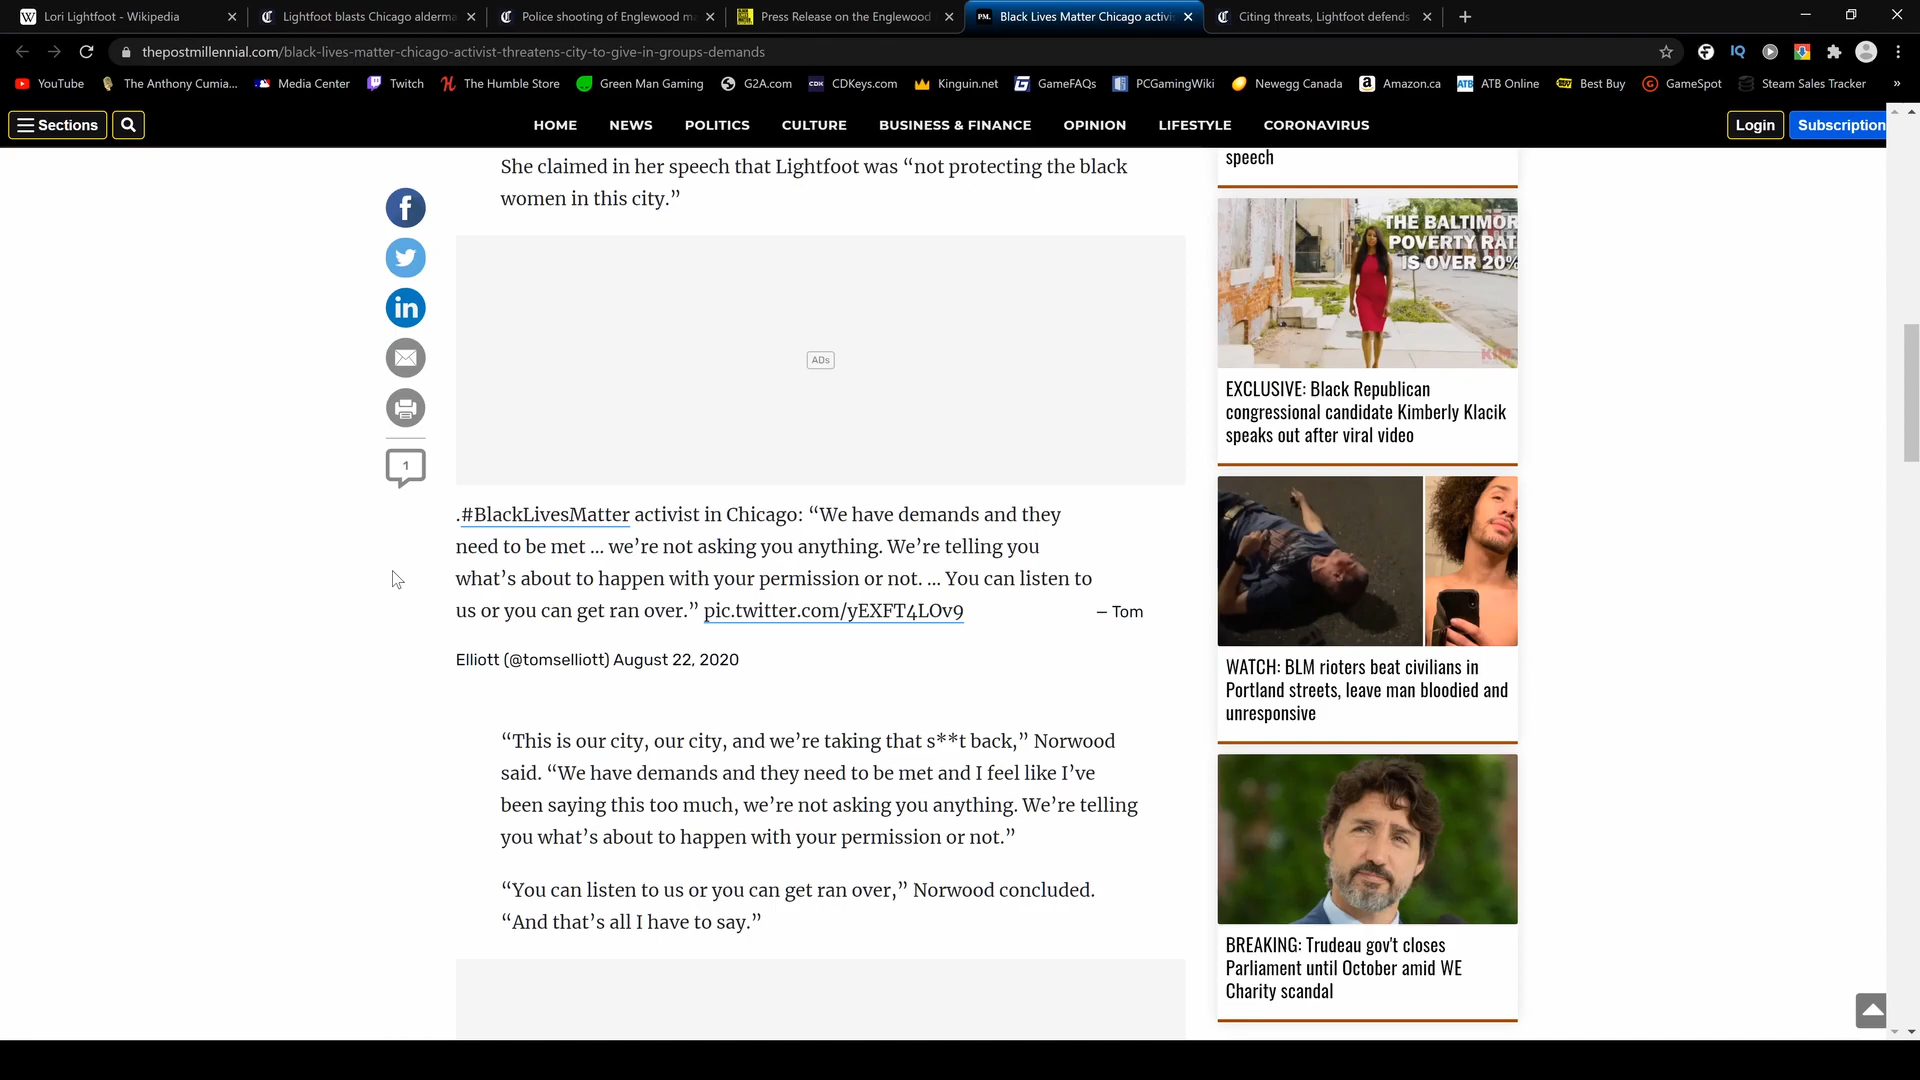 Lori Lightfoot - Wikipedia
Lightfoot blasts Chicago alderma
Police shooting of Englewood m
Press Release on the Englewood
PM.
Black Lives Matter Chicago activi
Citing threats, Lightfoot defends
thepostmillennial.com/black-lives-matter-chicago-activist-threatens-city-to-give-in-groups-demands
YouTube
The Anthony Cumia...
Media Center
Twitch
The Humble Store
Green Man Gaming
G2A.com
CDKeys.com
Kinguin.net
GameFAQs
PCGamingWiki
Newegg Canada
Amazon.ca
ATB Online
Best Buy
GameSpot
Steam Sales Tracker
»
Sections
HOME
NEWS
POLITICS
CULTURE
BUSINESS & FINANCE
OPINION
LIFESTYLE
CORONAVIRUS
Login
Subscription
She claimed in her speech that Lightfoot was “not protecting the black
women in this city.”
ADs
1
.#BlackLivesMatter activist in Chicago: “We have demands and they
need to be met ... we’re not asking you anything. We’re telling you
what’s about to happen with your permission or not. ... You can listen to
us or you can get ran over.” pic.twitter.com/yEXFT4LOv9 — Tom
Elliott (@tomselliott) August 22, 2020
“This is our city, our city, and we’re taking that s**t back,” Norwood
said. “We have demands and they need to be met and I feel like I’ve
been saying this too much, we’re not asking you anything. We’re telling
you what’s about to happen with your permission or not.”
“You can listen to us or you can get ran over,” Norwood concluded.
“And that’s all I have to say.”
speech
THE BALTIMOR
POVERTY RAT
IS OVER 20%
KIM
EXCLUSIVE: Black Republican
congressional candidate Kimberly Klacik
speaks out after viral video
WATCH: BLM rioters beat civilians in
Portland streets, leave man bloodied and
unresponsive
BREAKING: Trudeau gov't closes
Parliament until October amid WE
Charity scandal